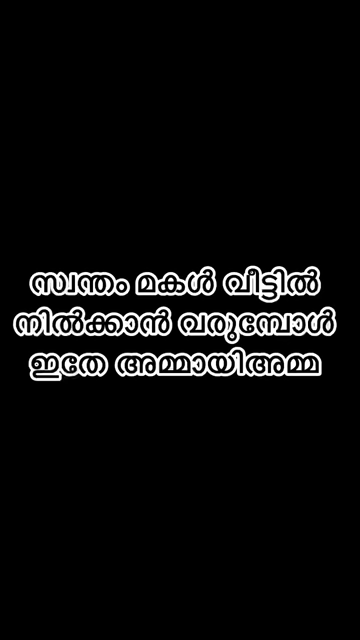 സ്വന്തം മകൾ വീട്ടിൽ
നിൽക്കാൻ വരുമ്പോൾ
ഇതേ അമ്മായിഅമ്മ